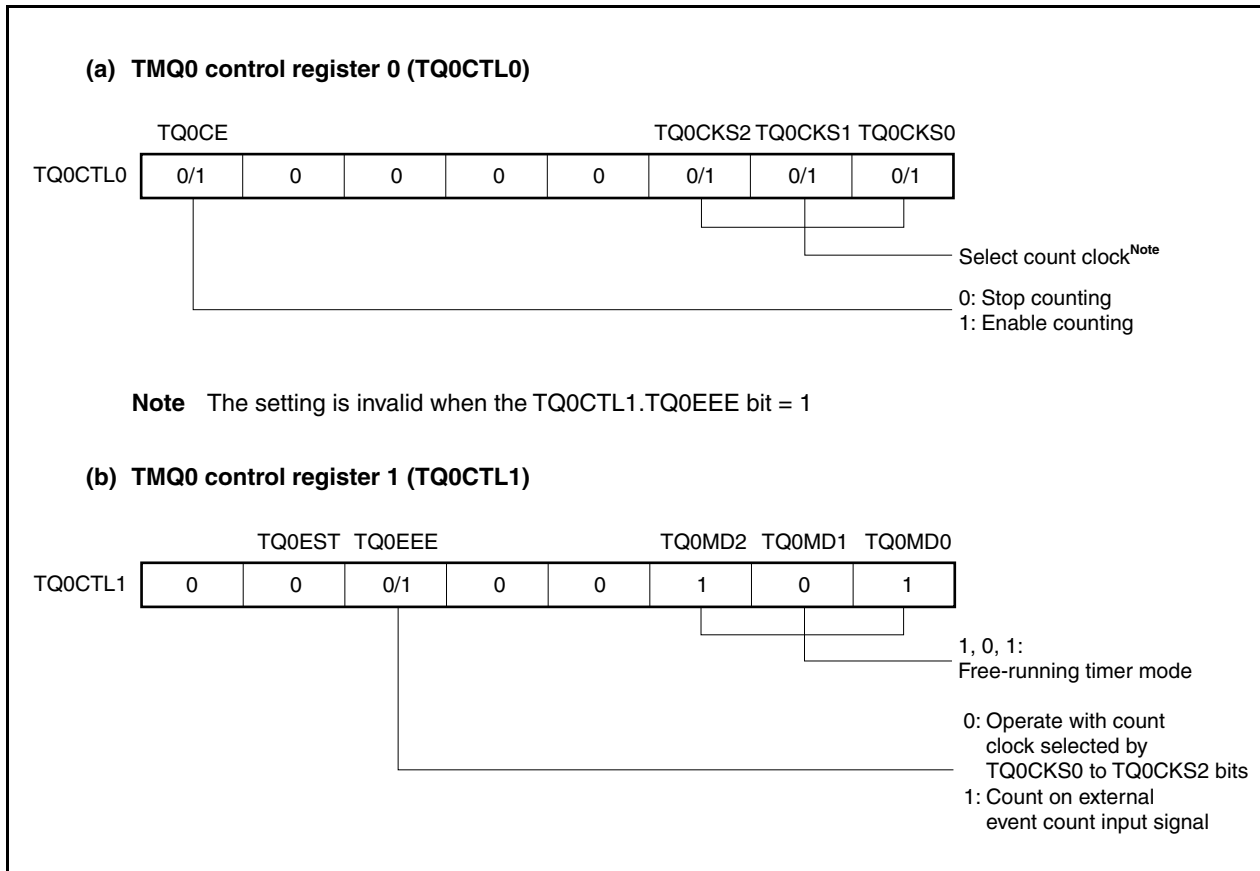 (a) TMQ0 control register 0 (TQ0CTL0)
TQ0CE TQ0CKS2 TQ0CKS1 TQ0CKS0
TQ0CTL0 0/1 0 0 0 0 0/1 0/1 0/1
Select count clock Note
0: Stop counting
1: Enable counting
Note The setting is invalid when the TQ0CTL1.TQ0EEE bit = 1
(b) TMQ0 control register 1 (TQ0CTL1)
TQ0EST TQ0EEE TQ0MD2 TQ0MD1 TQ0MD0
TQ0CTL1 0 0 0/1 0 0 1 0 1
1, 0, 1:
Free-running timer mode
0: Operate with count
clock selected by
TQ0CKS0 to TQ0CKS2 bits
1: Count on external
event count input signal